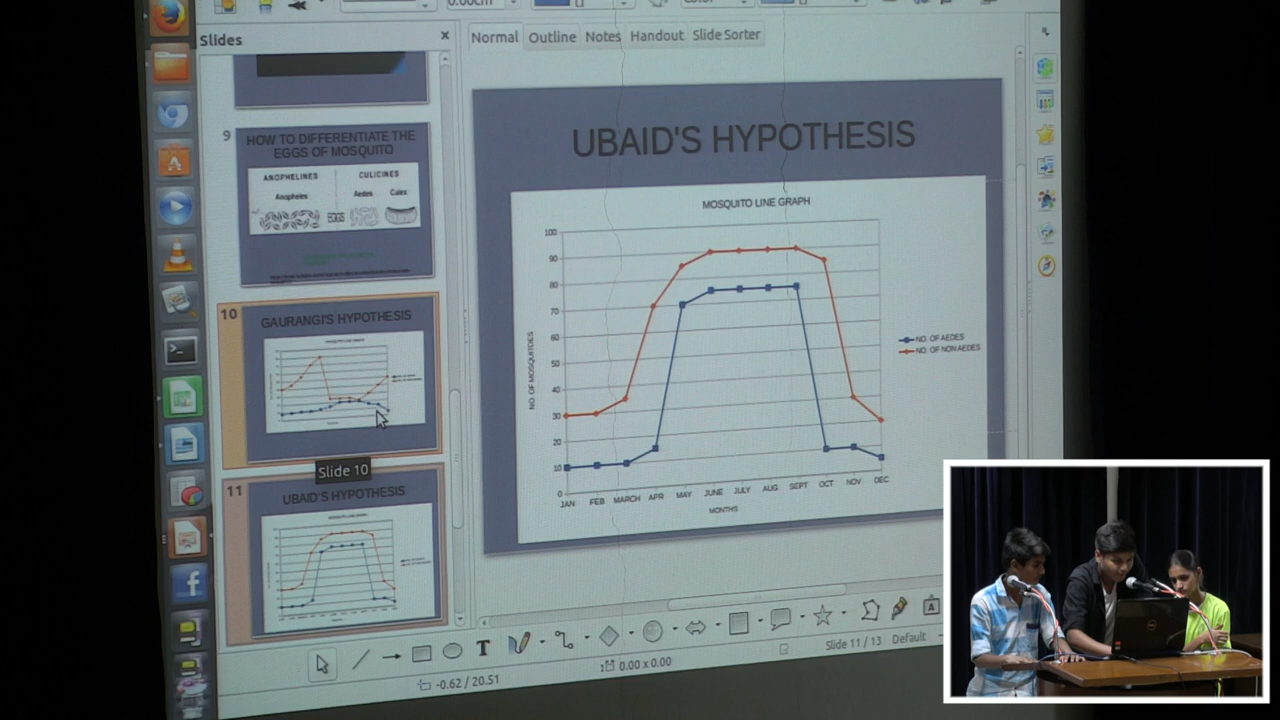 0.00cm
Color
Slides
Normal
Outline
Notes
Handout
Slide Sorter
9
HOW TO DIFFERENTIATE THE
EGGS OF MOSQUITO
ANOPHELINES
CULICINES
Anopheles
Aedes
Culex
EGGS
10
GAURANGI'S HYPOTHESIS
Slide 10
11
UBAID'S HYPOTHESIS
UBAID'S HYPOTHESIS
MOSQUITO LINE GRAPH
NO. OF MOSQUITOES
100
90
80
70
60
50
40
30
20
10
0
JAN
FEB
MARCH
APR
MAY
JUNE
JULY
AUG
SEPT
OCT
NOV
DEC
MONTHS
NO. OF AEDES
NO. OF NON AEDES
-0.62 / 20.51
0.00 x 0.00
Slide 11 / 13
Default